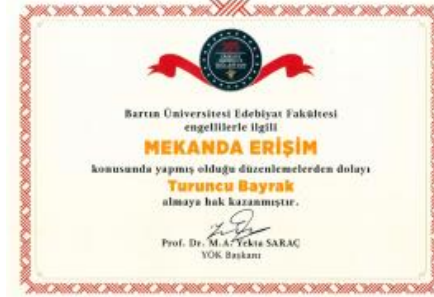 Bartın Üniversitesi Edebiyat Fakültesi
engellilerle ilgili
MEKANDA ERİŞİM
konusunda yapmış olduğu düzenlemelerden dolayı
Turuncu Bayrak
almaya hak kazanmıştır.
Prof. Dr. M.A. Yekta SARAÇ
YÖK Başkanı